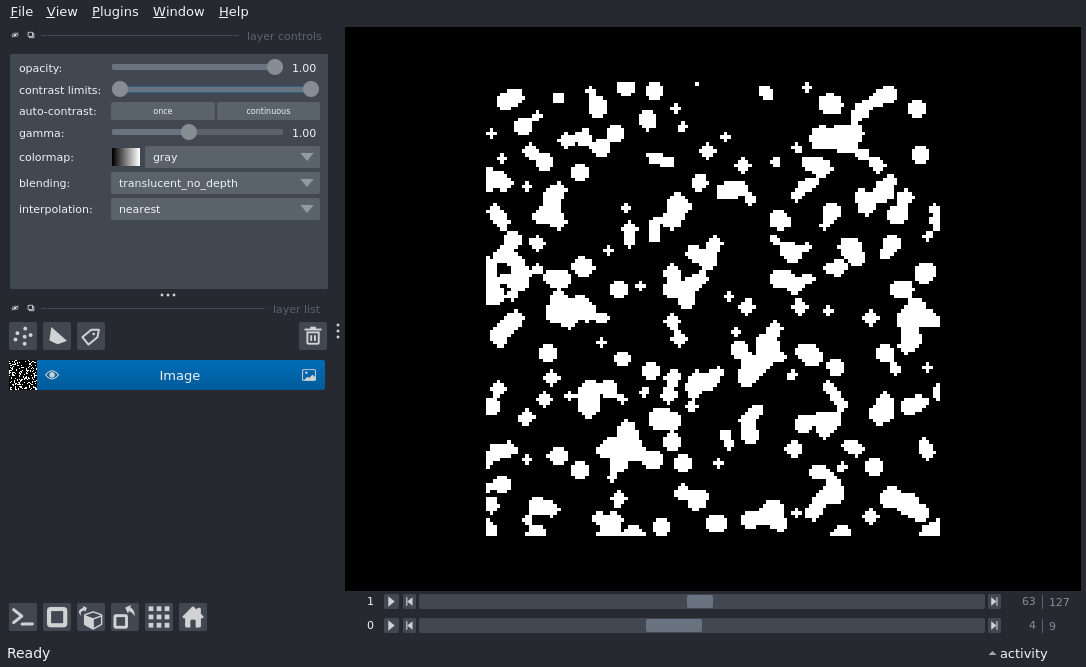 File View Plugins Window Help
layer controls
opacity: 1.00
contrast limits:
auto-contrast: once continuous
gamma: 1.00
colormap: gray
blending: translucent_no_depth
interpolation: nearest
layer list
Image
1 63 127
0 4 9
Ready activity